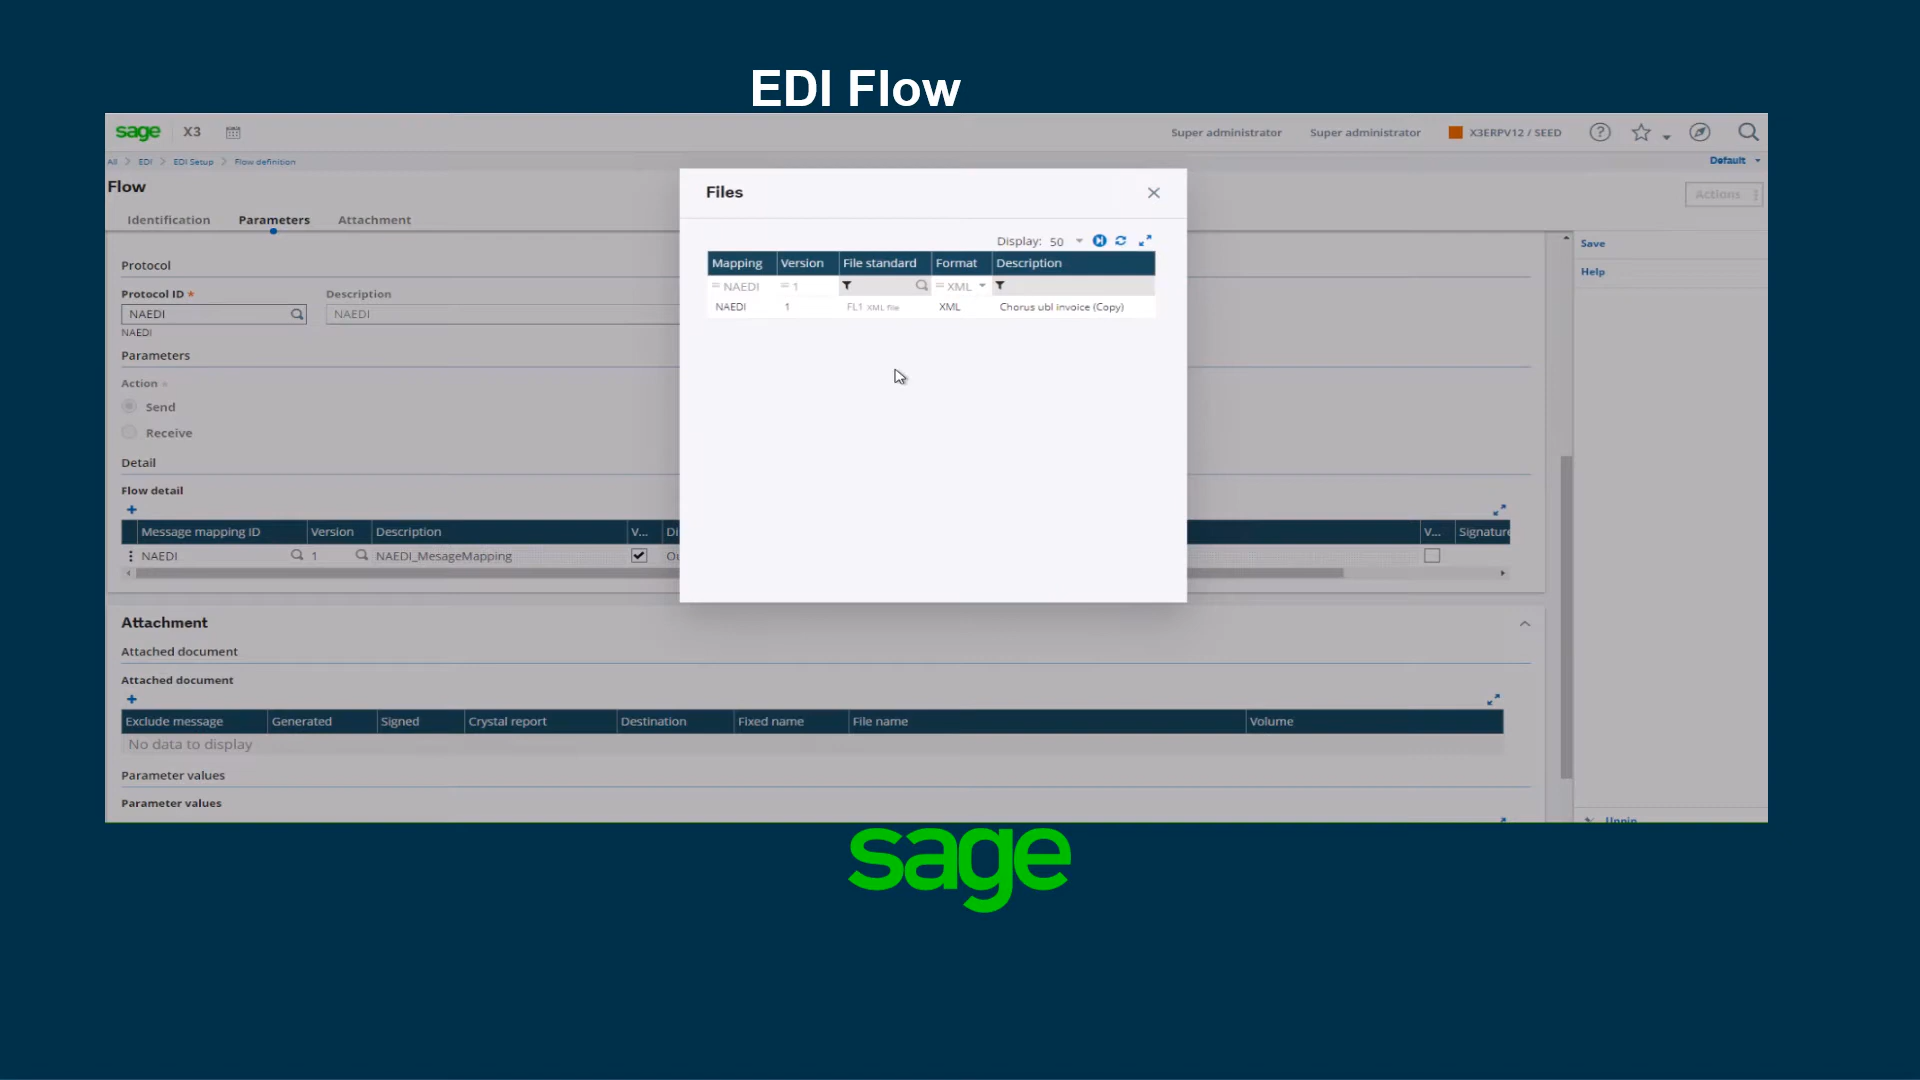 EDI Flow
sage X3
Super administrator Super administrator X3ERPV12 / SEED
All > EDI > EDI Setup > Flow definition
Default
Flow
Actions
Identification Parameters Attachment
Protocol
Protocol ID * Description
NAEDI NAEDI
NAEDI
Parameters
Action *
Send
Receive
Detail
Flow detail
Message mapping ID Version Description V... V... Signature
NAEDI 1 NAEDI_MesageMapping
Attachment
Attached document
Attached document
Exclude message Generated Signed Crystal report Destination Fixed name File name Volume
No data to display
Parameter values
Parameter values
Files
Display: 50
Mapping Version File standard Format Description
= NAEDI = 1 = XML
NAEDI 1 FL1 XML file XML Chorus ubl invoice (Copy)
Save
Help
Unpin
sage